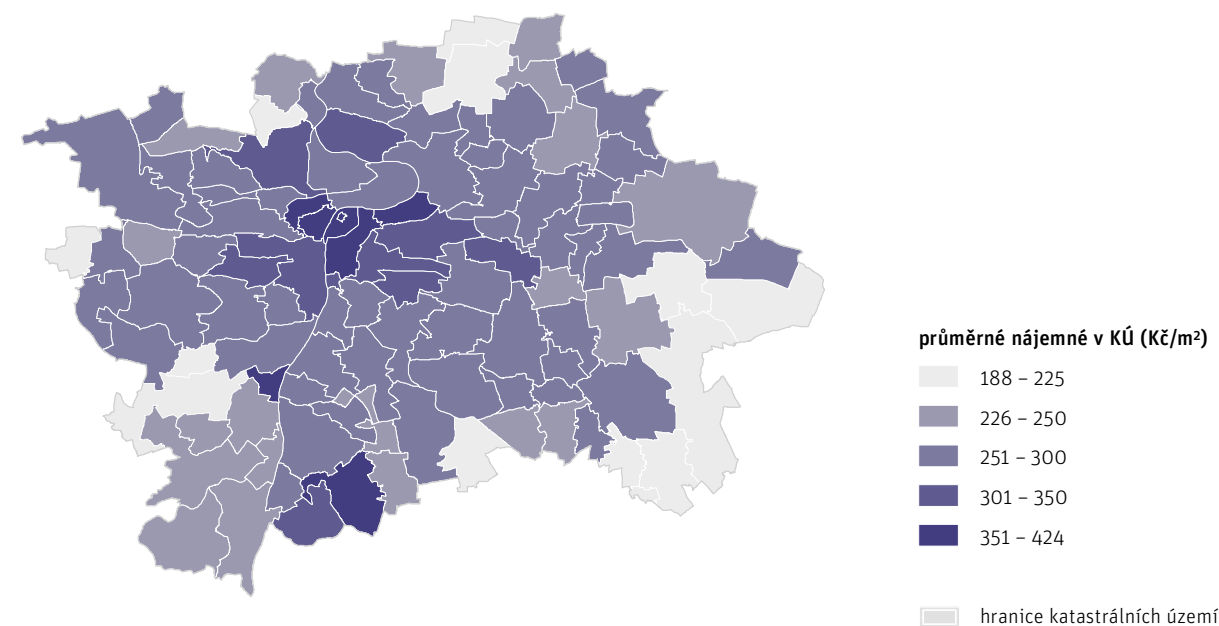 průměrné nájemné v KÚ (Kč/m²)
188 – 225
226 – 250
251 – 300
301 – 350
351 – 424
hranice katastrálních území